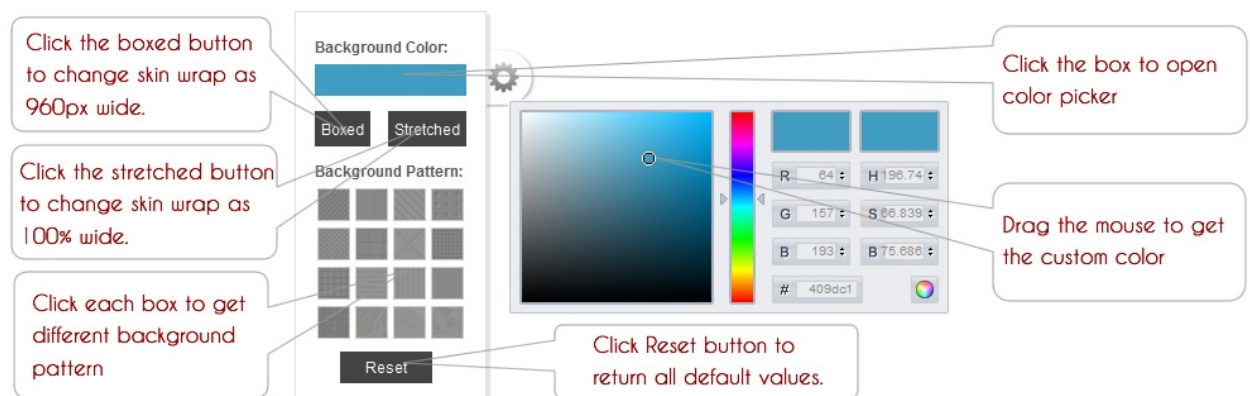 Click the boxed button
to change skin wrap as
960px wide.
Click the stretched button
to change skin wrap as
100% wide.
Click each box to get
different background
pattern
Background Color:
Boxed
Stretched
Background Pattern:
Reset
R 64
G 157
B 193
# 409dc1
H 196.74
S 66.839
B 75.686
Click Reset button to
return all default values.
Click the box to open
color picker
Drag the mouse to get
the custom color